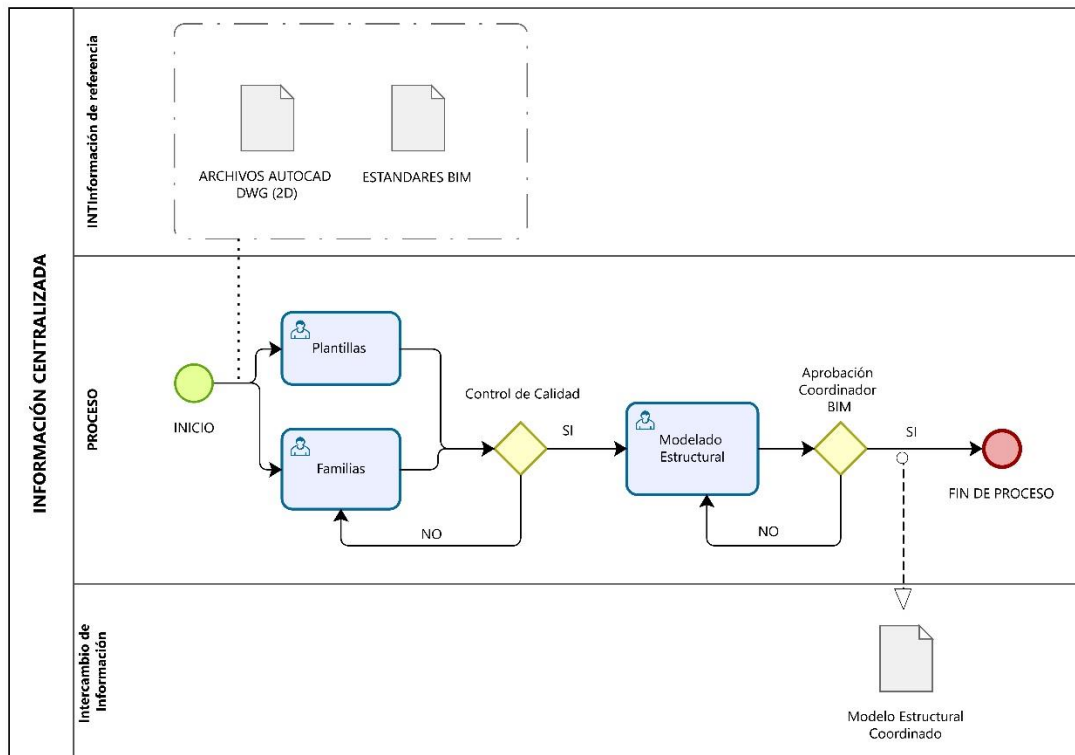 INFORMACIÓN CENTRALIZADA
INTInformación de referencia
ARCHIVOS AUTOCAD
DWG (2D)
ESTANDARES BIM
PROCESO
INICIO
Plantillas
Familias
Control de Calidad
SI
NO
Modelado
Estructural
Aprobación
Coordinador
BIM
SI
NO
FIN DE PROCESO
Intercambio de
Información
Modelo Estructural
Coordinado